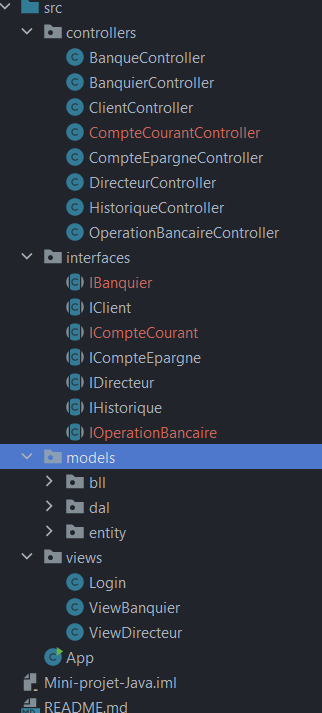 src
controllers
BanqueController
BanquierController
ClientController
CompteCourantController
CompteEpargneController
DirecteurController
HistoriqueController
OperationBancaireController
interfaces
IBanquier
IClient
ICompteCourant
ICompteEpargne
IDirecteur
IHistorique
IOperationBancaire
models
bll
dal
entity
views
Login
ViewBanquier
ViewDirecteur
App
Mini-projet-Java.iml
README.md